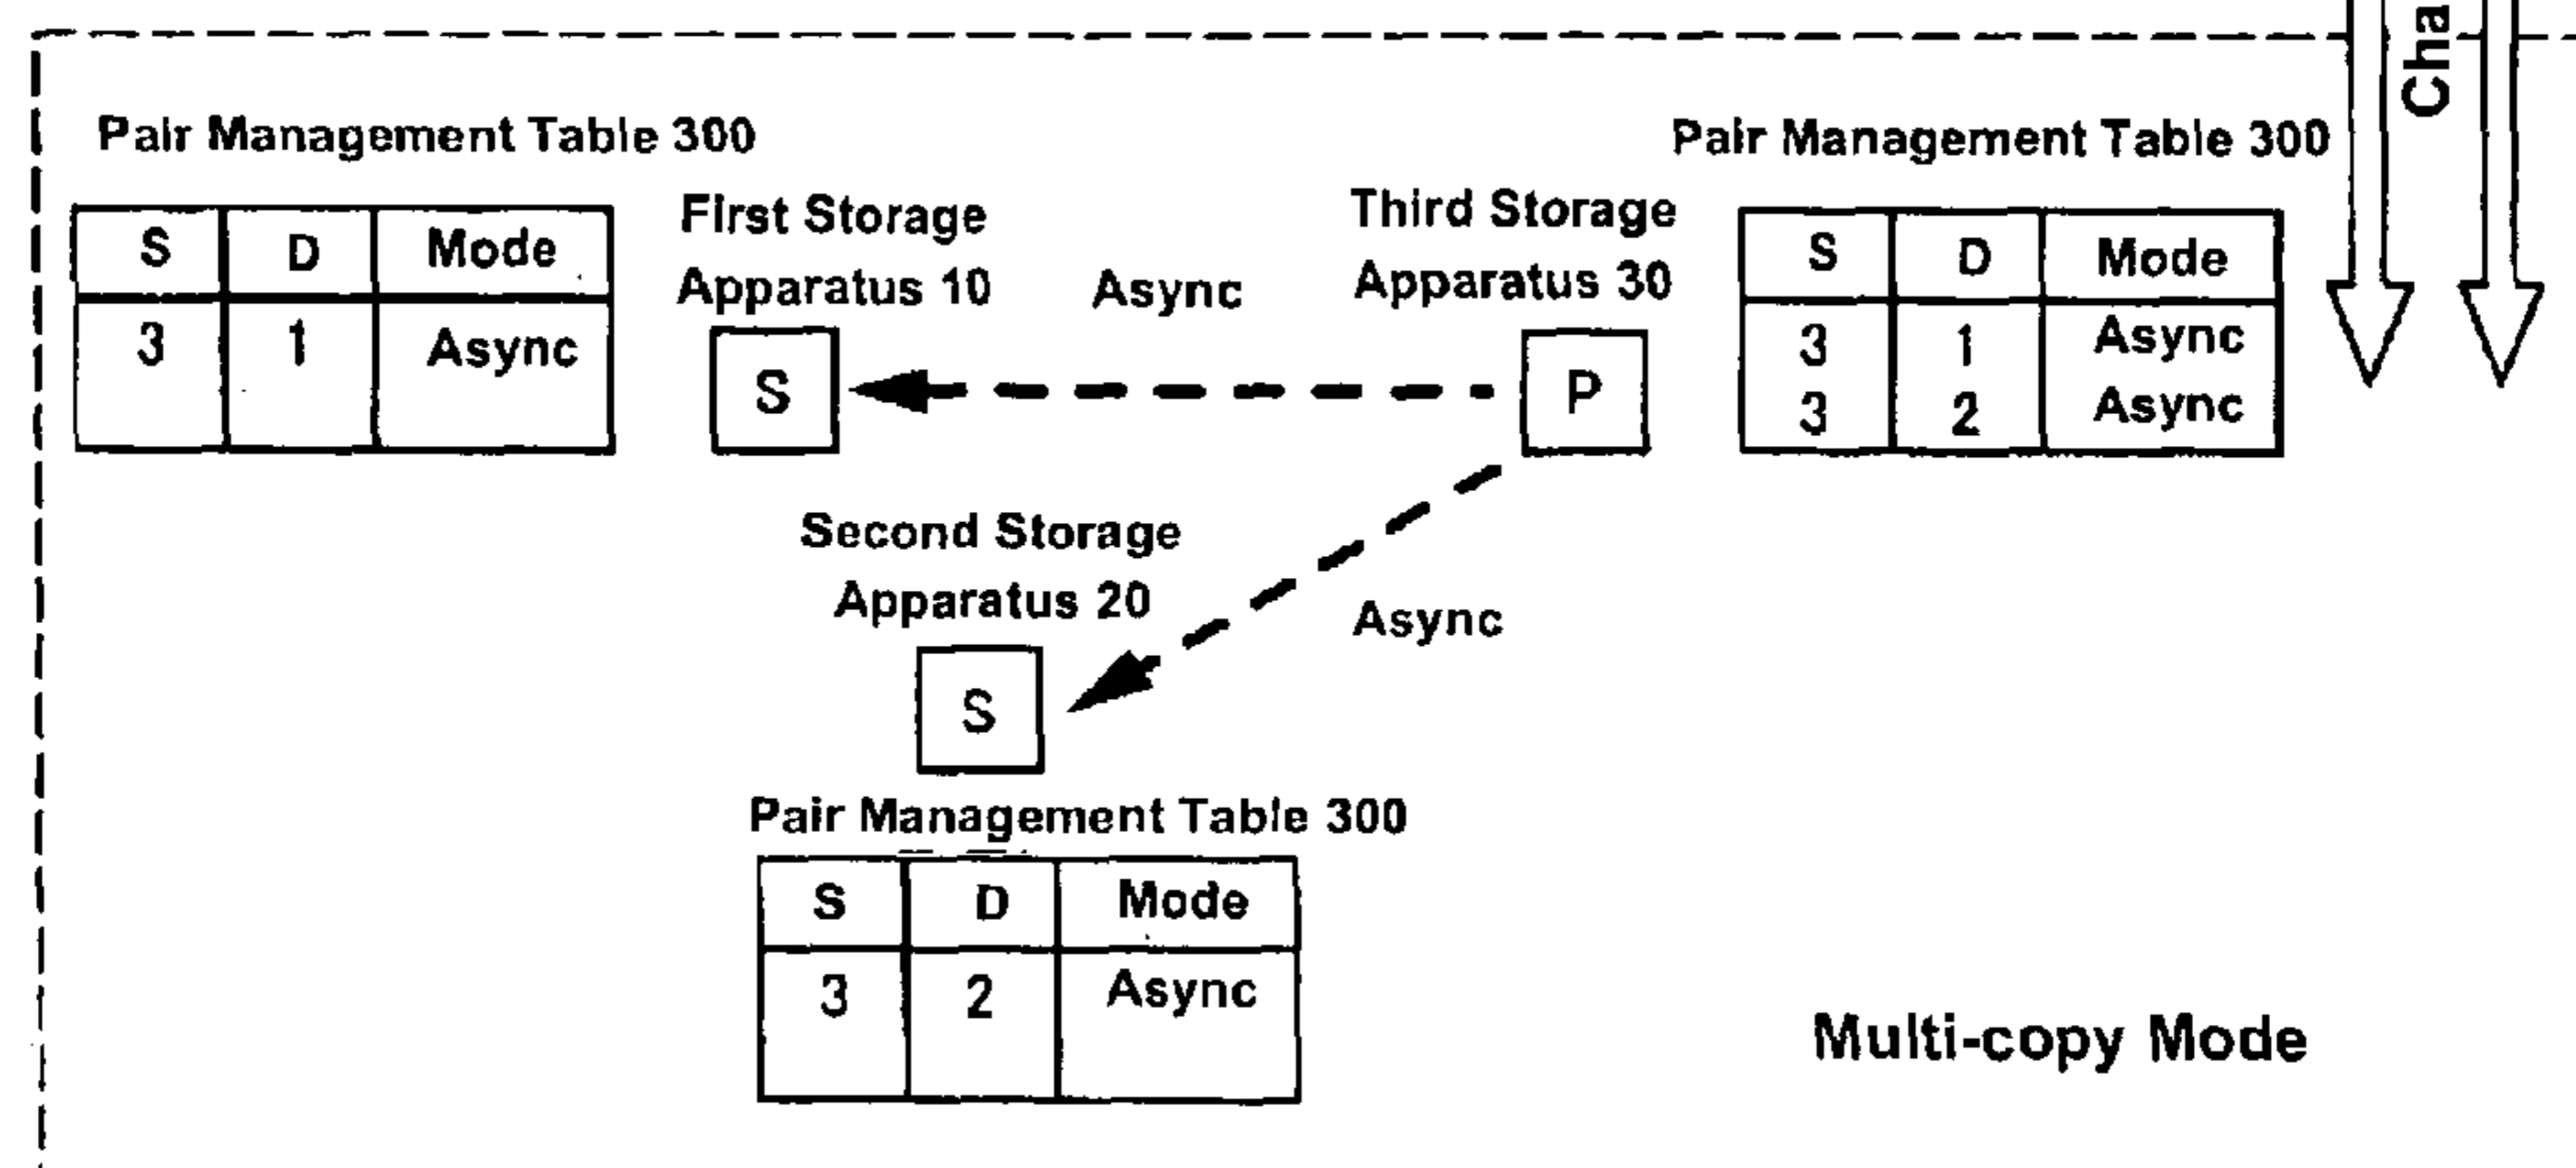 Cha
Pair Management Table 300
S D Mode
3 1 Async
First Storage
Apparatus 10
S
Async
Third Storage
Apparatus 30
P
Pair Management Table 300
S D Mode
3 1 Async
3 2 Async
Second Storage
Apparatus 20
S
Async
Pair Management Table 300
S D Mode
3 2 Async
Multi-copy Mode